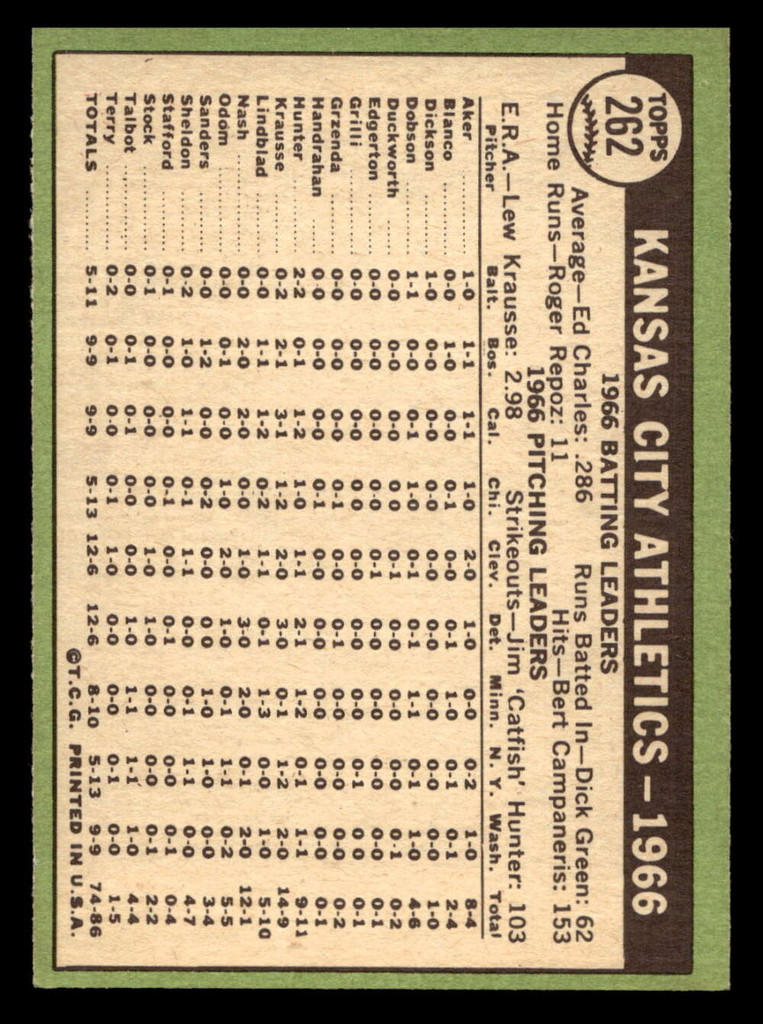 TOPPS
262
KANSAS CITY ATHLETICS—1966
1966 BATTING LEADERS
Average—Ed Charles: .286 Runs Batted In—Dick Green: 62
Home Runs—Roger Repoz: 11 Hits—Bert Campaneris: 153
1966 PITCHING LEADERS
E.R.A.—Lew Krausse: 2.98 Strikeouts—Jim 'Catfish' Hunter: 103
Pitcher Balt. Bos. Cal. Chi. Clev. Det. Minn. N. Y. Wash. Total
Aker 1-0 1-1 1-1 1-0 2-0 1-0 0-0 0-2 1-0 8-4
Blanco 0-0 1-0 0-0 0-1 0-0 0-1 1-0 0-1 0-1 2-4
Dickson 1-0 0-0 0-0 0-0 0-0 0-0 0-0 0-0 0-0 1-0
Dobson 1-1 0-0 0-1 1-0 0-1 0-1 1-1 0-1 1-0 4-6
Duckworth 0-0 0-0 0-0 0-0 0-1 0-0 0-0 0-0 0-1 0-2
Edgerton 0-0 0-0 0-0 0-0 0-1 0-0 0-0 0-0 0-0 0-1
Grilli 0-0 0-0 0-0 0-0 0-0 0-0 0-0 0-1 0-0 0-1
Grzenda 0-0 0-0 0-0 0-1 0-0 0-1 0-0 0-0 0-0 0-2
Handrahan 0-0 0-0 0-0 0-1 0-0 0-0 0-0 0-0 0-0 0-1
Hunter 2-2 0-1 1-2 1-0 1-1 2-1 1-2 0-1 1-1 9-11
Krausse 0-2 2-1 3-1 1-2 2-0 3-0 0-1 1-2 2-0 14-9
Lindblad 0-0 1-1 1-2 0-2 1-1 0-1 1-3 0-0 1-0 5-10
Nash 0-0 2-0 2-0 0-0 1-0 3-0 2-0 0-1 2-0 12-1
Odom 0-0 0-1 0-0 1-0 2-0 1-0 0-1 1-1 0-2 5-5
Sanders 0-0 1-2 0-0 0-2 0-0 0-0 1-0 1-0 0-0 3-4
Sheldon 0-2 1-0 1-1 0-1 1-1 0-0 0-1 1-1 0-0 4-7
Stafford 0-1 0-0 0-0 0-1 0-0 0-1 0-0 0-0 0-1 0-4
Stock 0-1 0-0 0-0 0-0 1-0 1-0 0-0 0-0 0-1 2-2
Talbot 0-0 0-1 0-1 0-0 0-0 1-0 1-1 1-1 1-0 4-4
Terry 0-2 0-1 0-0 0-1 1-0 0-0 0-0 0-1 0-0 1-5
TOTALS 5-11 9-9 9-9 5-13 12-6 12-6 8-10 5-13 9-9 74-86
©T.C.G. PRINTED IN U.S.A.